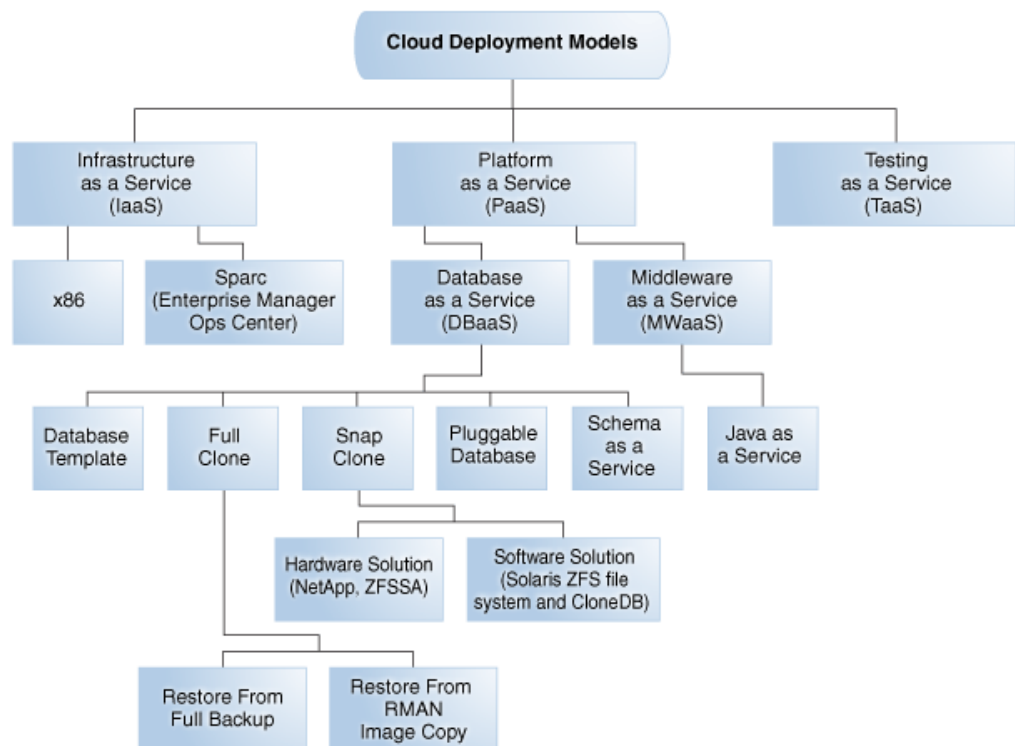 Cloud Deployment Models
Infrastructure
as a Service
(IaaS)
Platform
as a Service
(PaaS)
Testing
as a Service
(TaaS)
x86
Sparc
(Enterprise Manager
Ops Center)
Database
as a Service
(DBaaS)
Middleware
as a Service
(MWaaS)
Database
Template
Full
Clone
Snap
Clone
Pluggable
Database
Schema
as a
Service
Java as
a Service
Hardware Solution
(NetApp, ZFSSA)
Software Solution
(Solaris ZFS file
system and CloneDB)
Restore From
Full Backup
Restore From
RMAN
Image Copy